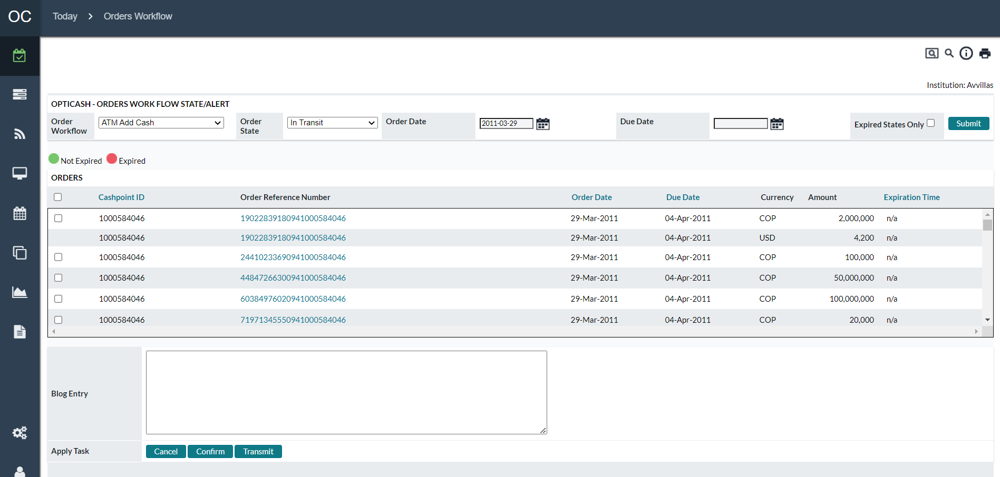 OC Today Orders Workflow
Institution: Avvillas
OPTICASH - ORDERS WORK FLOW STATE/ALERT
Order Workflow ATM Add Cash Order State In Transit Order Date 2011-03-29 Due Date Expired States Only Submit
Not Expired Expired
ORDERS
Cashpoint ID Order Reference Number Order Date Due Date Currency Amount Expiration Time
1000584046 19022839180941000584046 29-Mar-2011 04-Apr-2011 COP 2,000,000 n/a
1000584046 19022839180941000584046 29-Mar-2011 04-Apr-2011 USD 4,200 n/a
1000584046 24410233690941000584046 29-Mar-2011 04-Apr-2011 COP 100,000 n/a
1000584046 44847266300941000584046 29-Mar-2011 04-Apr-2011 COP 50,000,000 n/a
1000584046 60384976020941000584046 29-Mar-2011 04-Apr-2011 COP 100,000,000 n/a
1000584046 71971345550941000584046 29-Mar-2011 04-Apr-2011 COP 20,000 n/a
Blog Entry
Apply Task Cancel Confirm Transmit